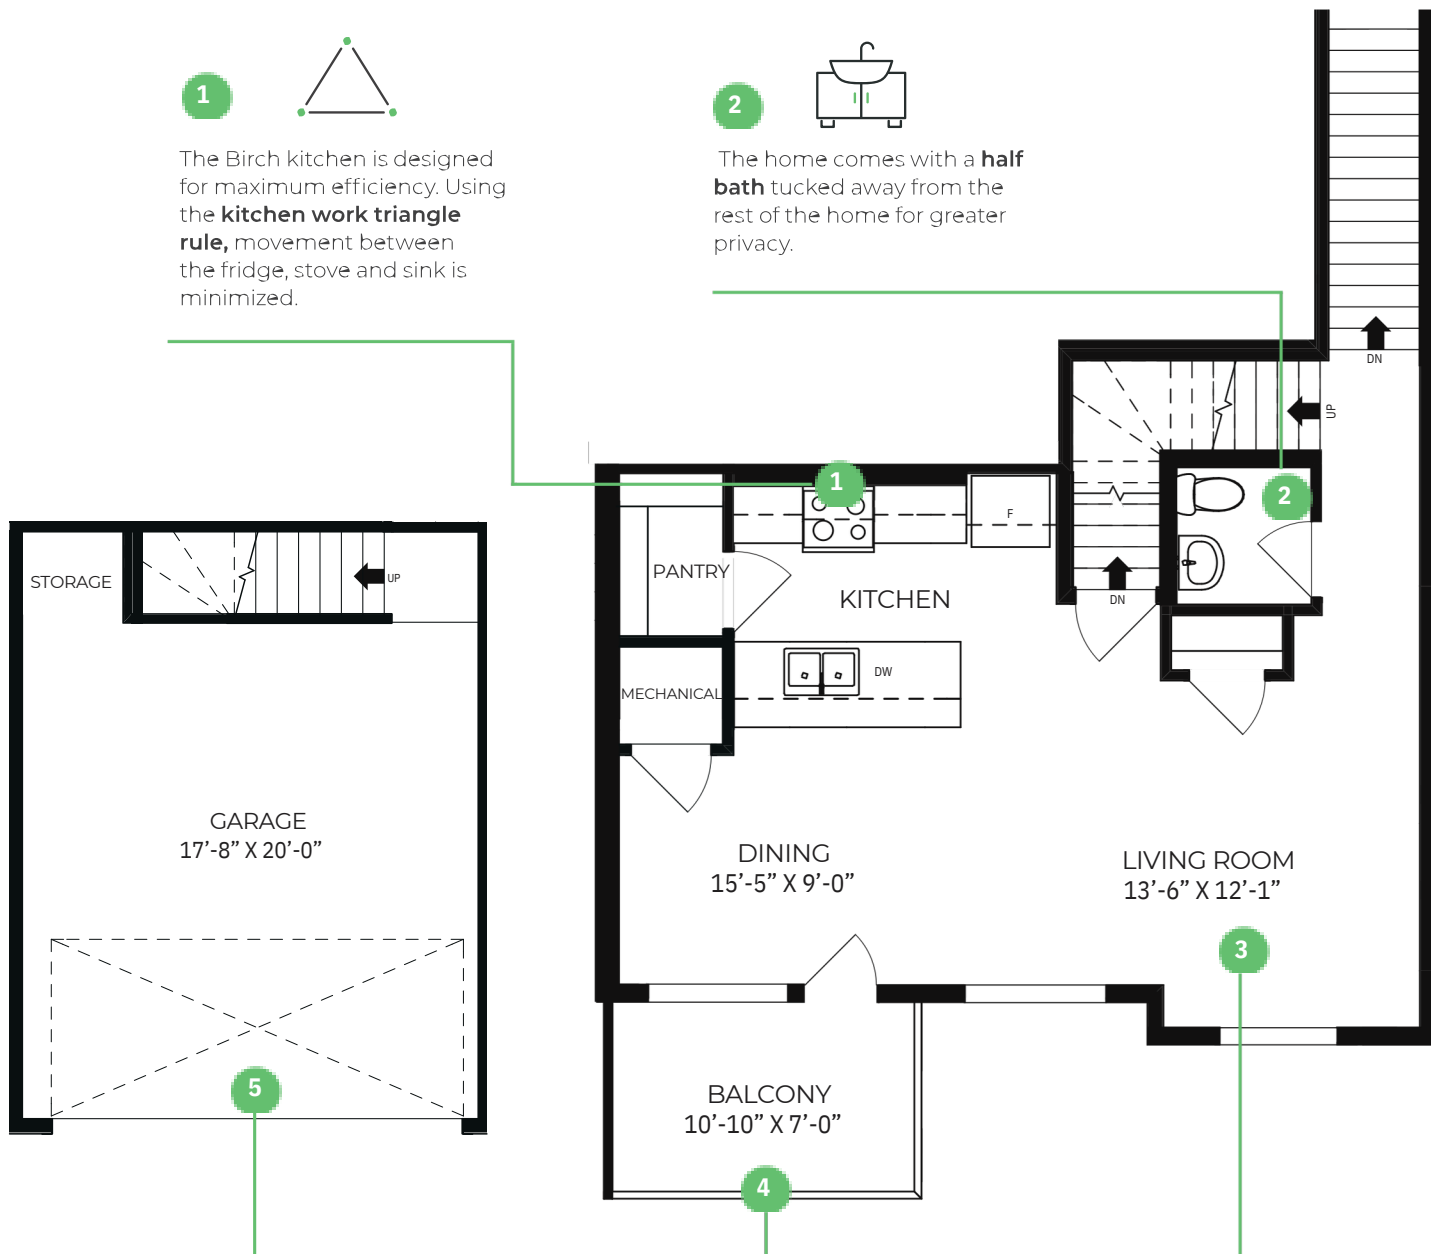 1
The Birch kitchen is designed
for maximum efficiency. Using
the kitchen work triangle
rule, movement between
the fridge, stove and sink is
minimized.
2
The home comes with a half
bath tucked away from the
rest of the home for greater
privacy.
DN
UP
1
2
F
STORAGE
UP
PANTRY
KITCHEN
DN
DW
MECHANICAL
GARAGE
17'-8” X 20'-0”
DINING
15'-5” X 9'-0”
LIVING ROOM
13'-6” X 12'-1”
3
5
BALCONY
10'-10” X 7'-0”
4